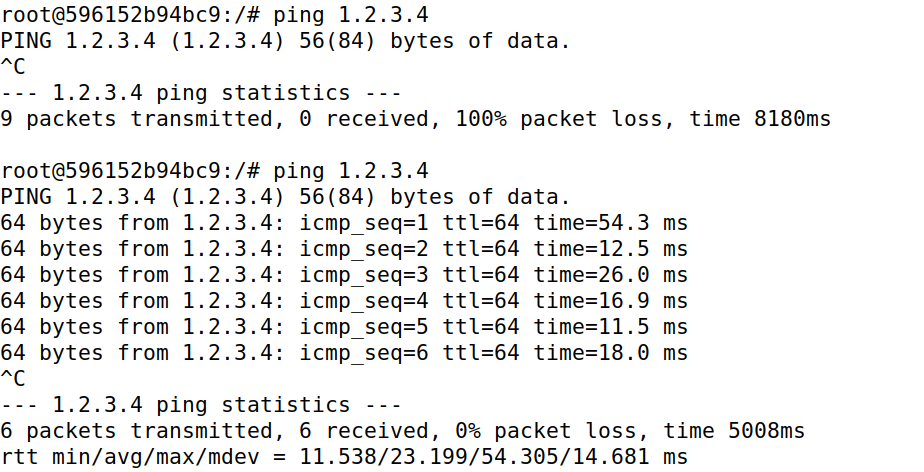 root@596152b94bc9:/# ping 1.2.3.4
PING 1.2.3.4 (1.2.3.4) 56(84) bytes of data.
^C
--- 1.2.3.4 ping statistics ---
9 packets transmitted, 0 received, 100% packet loss, time 8180ms

root@596152b94bc9:/# ping 1.2.3.4
PING 1.2.3.4 (1.2.3.4) 56(84) bytes of data.
64 bytes from 1.2.3.4: icmp_seq=1 ttl=64 time=54.3 ms
64 bytes from 1.2.3.4: icmp_seq=2 ttl=64 time=12.5 ms
64 bytes from 1.2.3.4: icmp_seq=3 ttl=64 time=26.0 ms
64 bytes from 1.2.3.4: icmp_seq=4 ttl=64 time=16.9 ms
64 bytes from 1.2.3.4: icmp_seq=5 ttl=64 time=11.5 ms
64 bytes from 1.2.3.4: icmp_seq=6 ttl=64 time=18.0 ms
^C
--- 1.2.3.4 ping statistics ---
6 packets transmitted, 6 received, 0% packet loss, time 5008ms
rtt min/avg/max/mdev = 11.538/23.199/54.305/14.681 ms